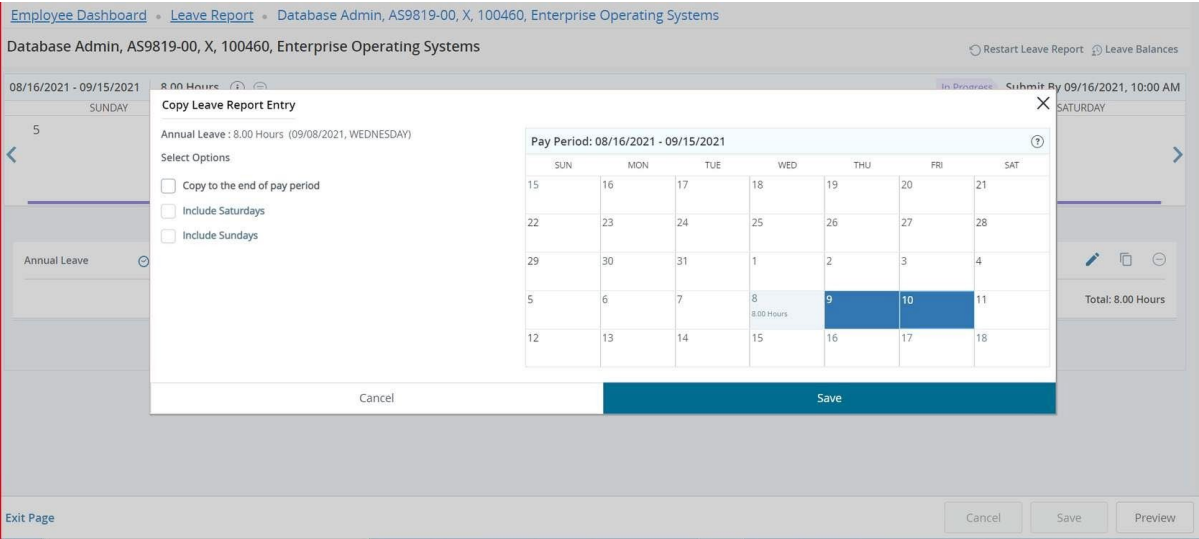 Employee Dashboard • Leave Report • Database Admin, AS9819-00, X, 100460, Enterprise Operating Systems
Database Admin, AS9819-00, X, 100460, Enterprise Operating Systems
Restart Leave Report Leave Balances
08/16/2021 - 09/15/2021 8.00 Hours In Progress Submit By 09/16/2021, 10:00 AM
SUNDAY SATURDAY
5
Copy Leave Report Entry
Annual Leave : 8.00 Hours (09/08/2021, WEDNESDAY)
Select Options
Copy to the end of pay period
Include Saturdays
Include Sundays
Pay Period: 08/16/2021 - 09/15/2021
SUN MON TUE WED THU FRI SAT
15 16 17 18 19 20 21
22 23 24 25 26 27 28
29 30 31 1 2 3 4
5 6 7 8 9 10 11
8.00 Hours
12 13 14 15 16 17 18
Cancel Save
Annual Leave
Total: 8.00 Hours
Exit Page Cancel Save Preview